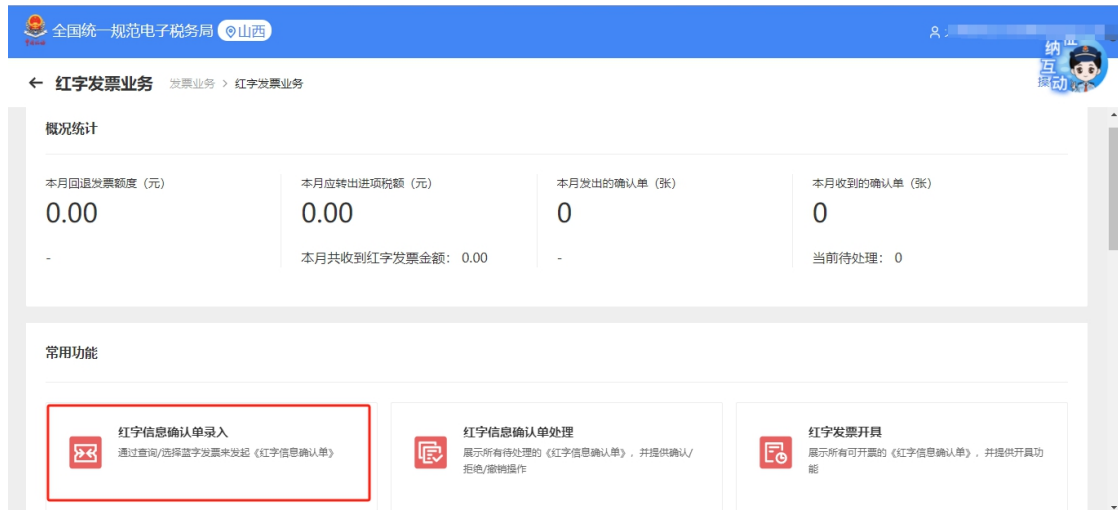 全国统一规范电子税务局 山西
纳
互
动
← 红字发票业务 发票业务 > 红字发票业务
概况统计
本月回退发票额度（元） 本月应转出进项税额（元） 本月发出的确认单（张） 本月收到的确认单（张）
0.00 0.00 0 0
- 本月共收到红字发票金额： 0.00 - 当前待处理： 0
常用功能
红字信息确认单录入
通过查询/选择蓝字发票来发起《红字信息确认单》
红字信息确认单处理
展示所有待处理的《红字信息确认单》，并提供确认/
拒绝/撤销操作
红字发票开具
展示所有可开票的《红字信息确认单》，并提供开具功
能